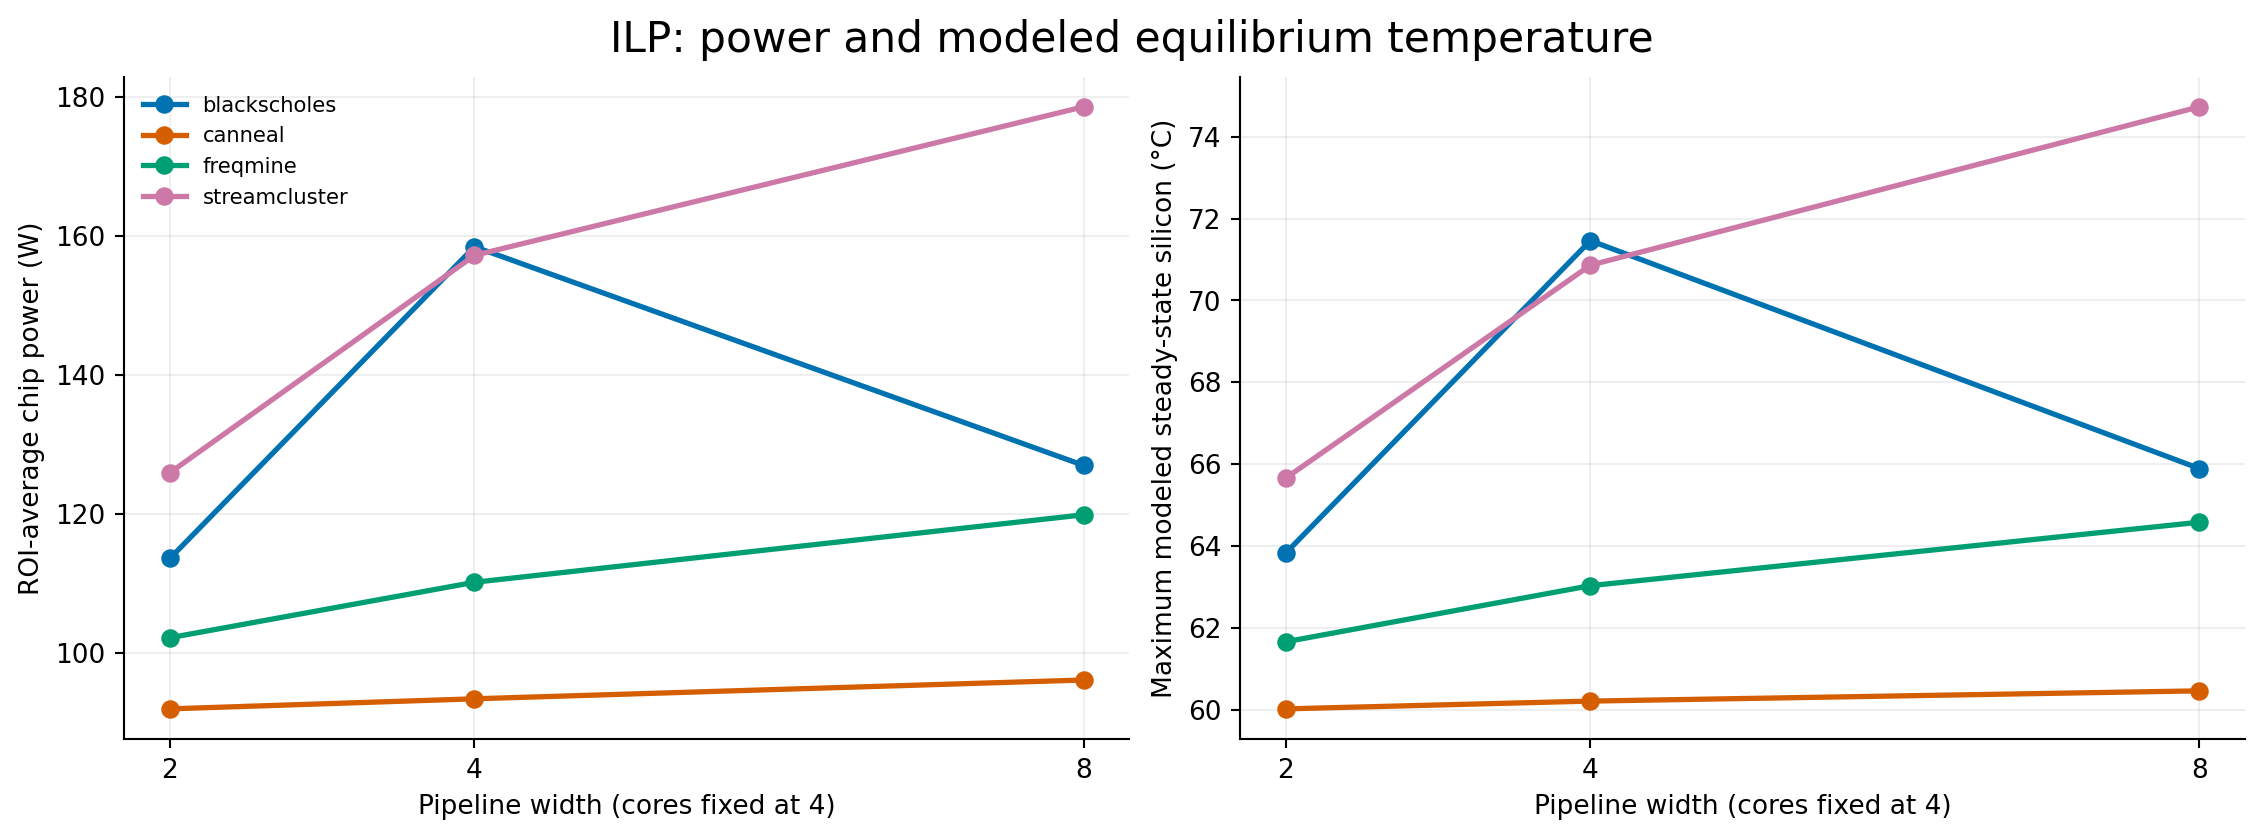 ILP: power and modeled equilibrium temperature
ROI-average chip power (W)
180
160
140
120
100
blackscholes
canneal
freqmine
streamcluster
2
4
8
Pipeline width (cores fixed at 4)
Maximum modeled steady-state silicon (°C)
74
72
70
68
66
64
62
60
2
4
8
Pipeline width (cores fixed at 4)